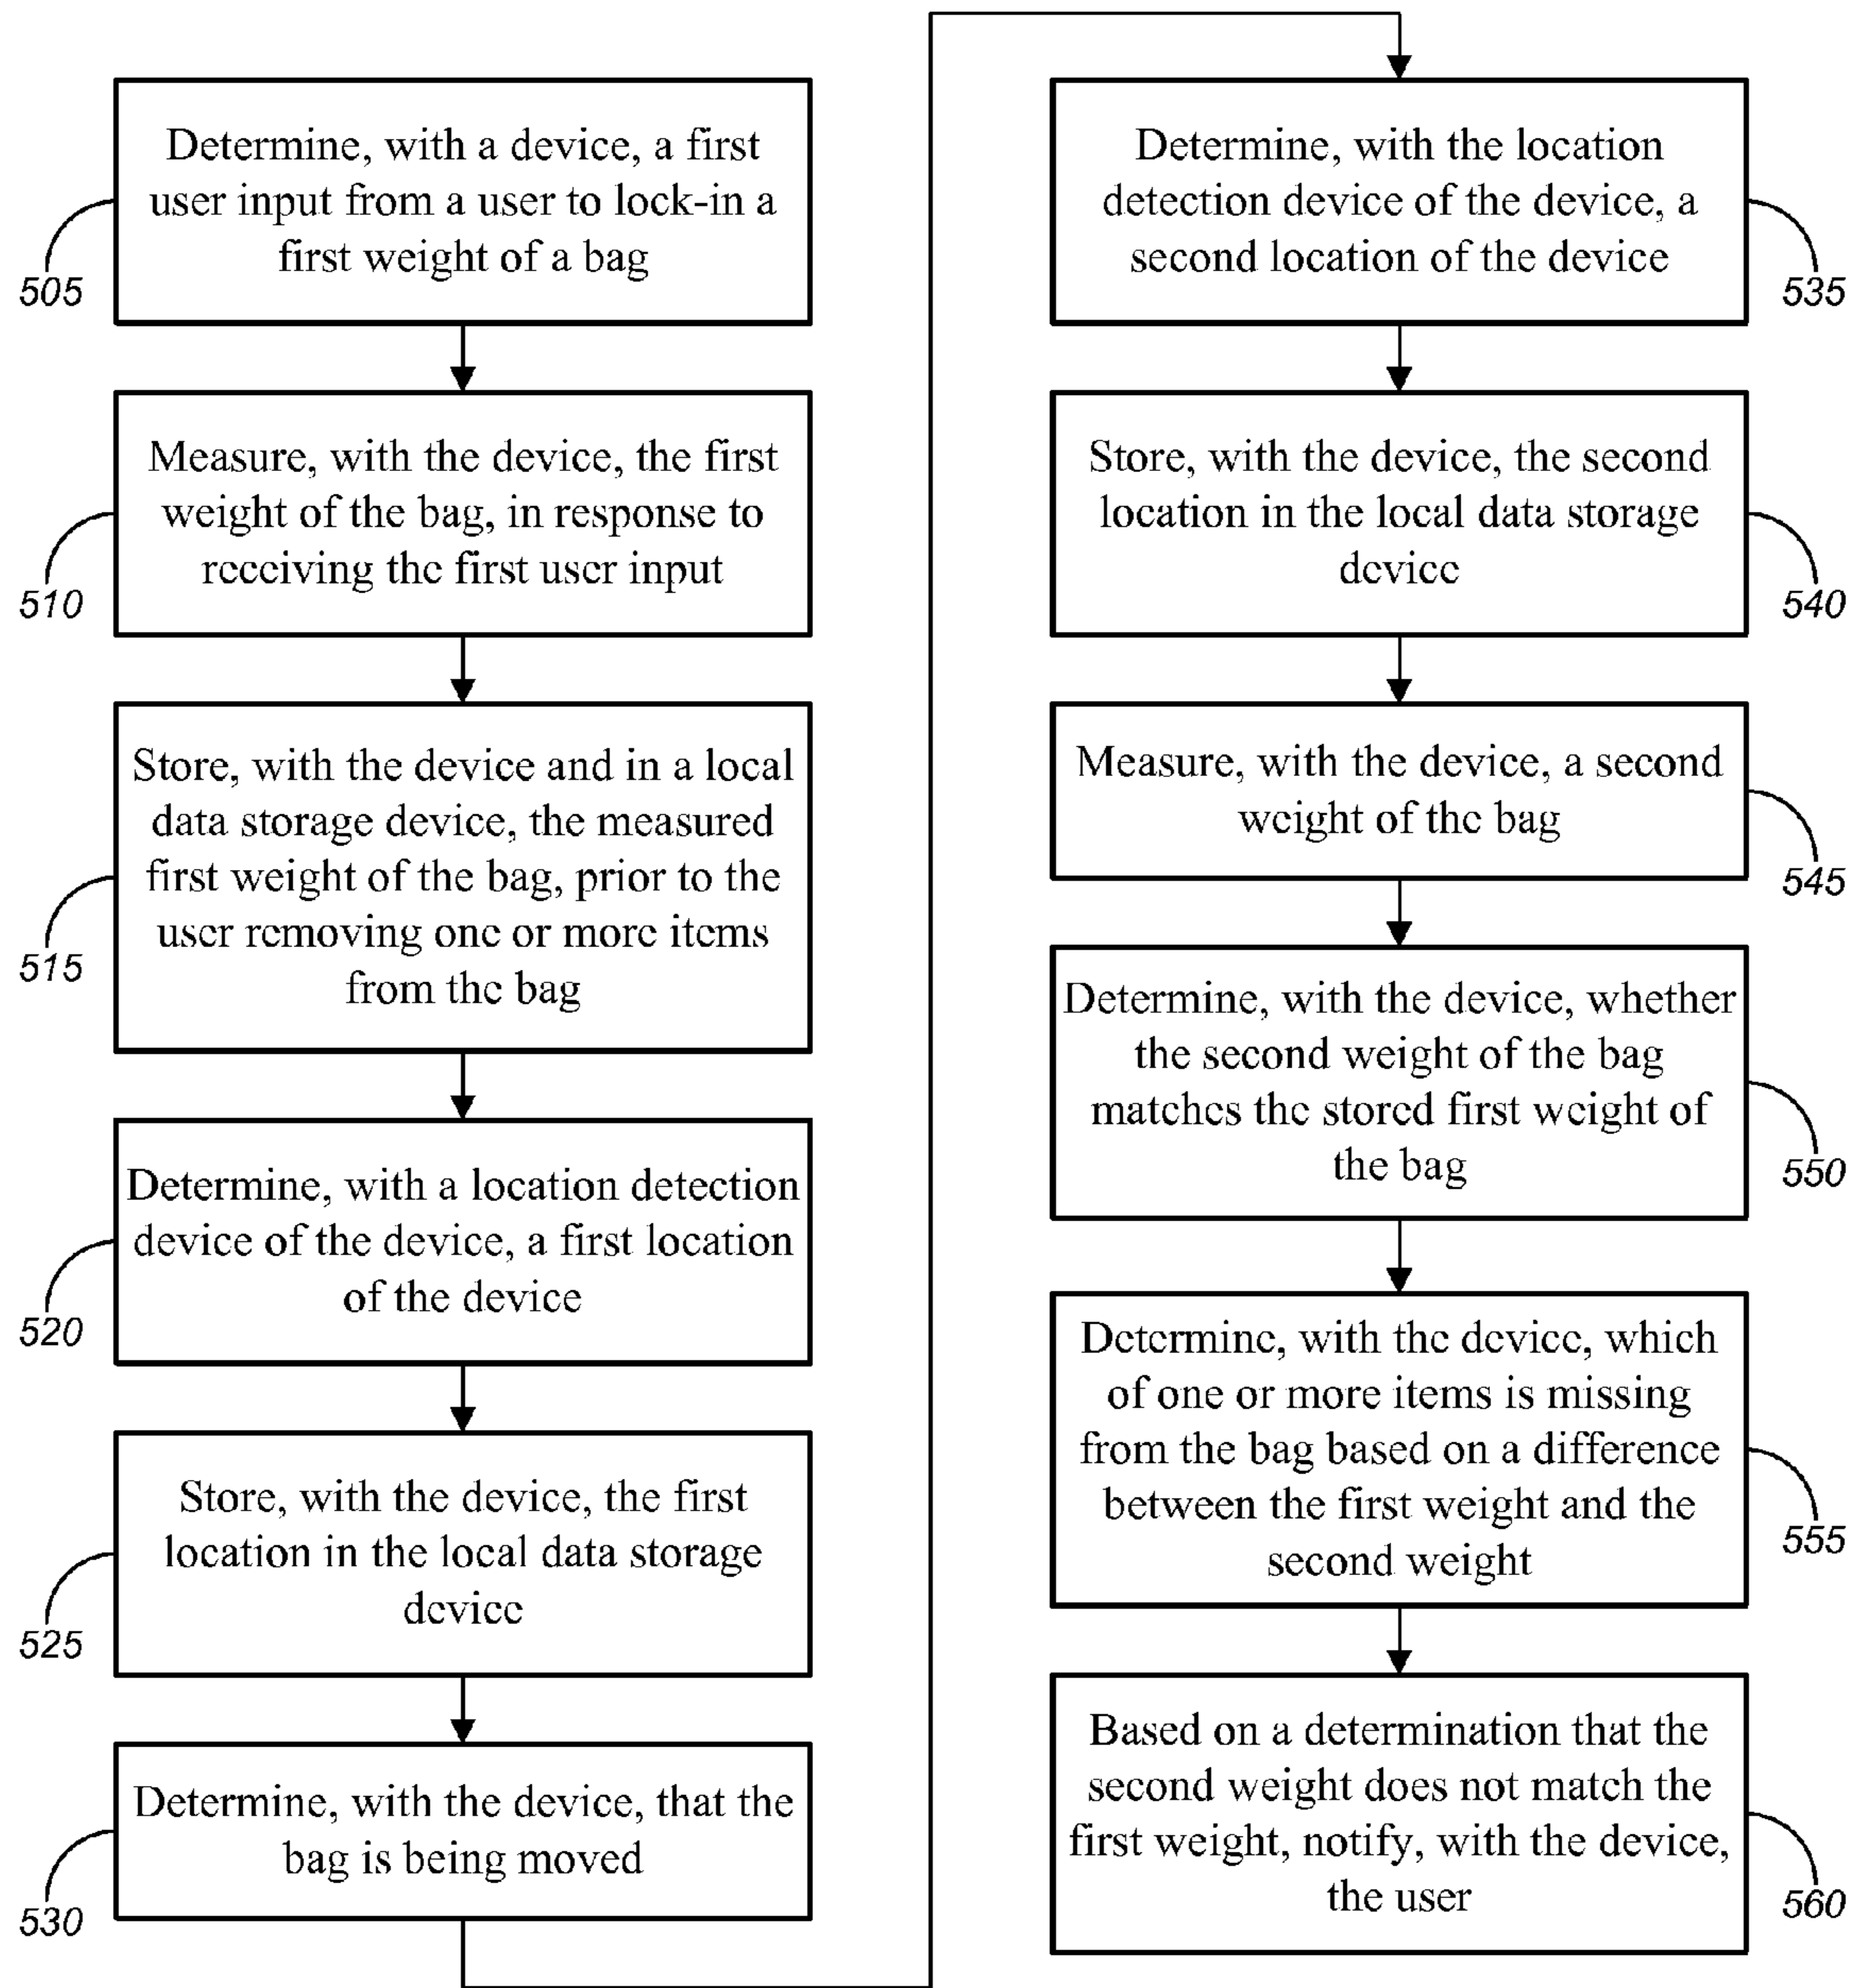 Determine, with a device, a first
user input from a user to lock-in a
first weight of a bag
505
Measure, with the device, the first
weight of the bag, in response to
receiving the first user input
510
Store, with the device and in a local
data storage device, the measured
first weight of the bag, prior to the
user removing one or more items
from the bag
515
Determine, with a location detection
device of the device, a first location
of the device
520
Store, with the device, the first
location in the local data storage
device
525
Determine, with the device, that the
bag is being moved
530
Determine, with the location
detection device of the device, a
second location of the device
535
Store, with the device, the second
location in the local data storage
device
540
Measure, with the device, a second
weight of the bag
545
Determine, with the device, whether
the second weight of the bag
matches the stored first weight of
the bag
550
Determine, with the device, which
of one or more items is missing
from the bag based on a difference
between the first weight and the
second weight
555
Based on a determination that the
second weight does not match the
first weight, notify, with the device,
the user
560